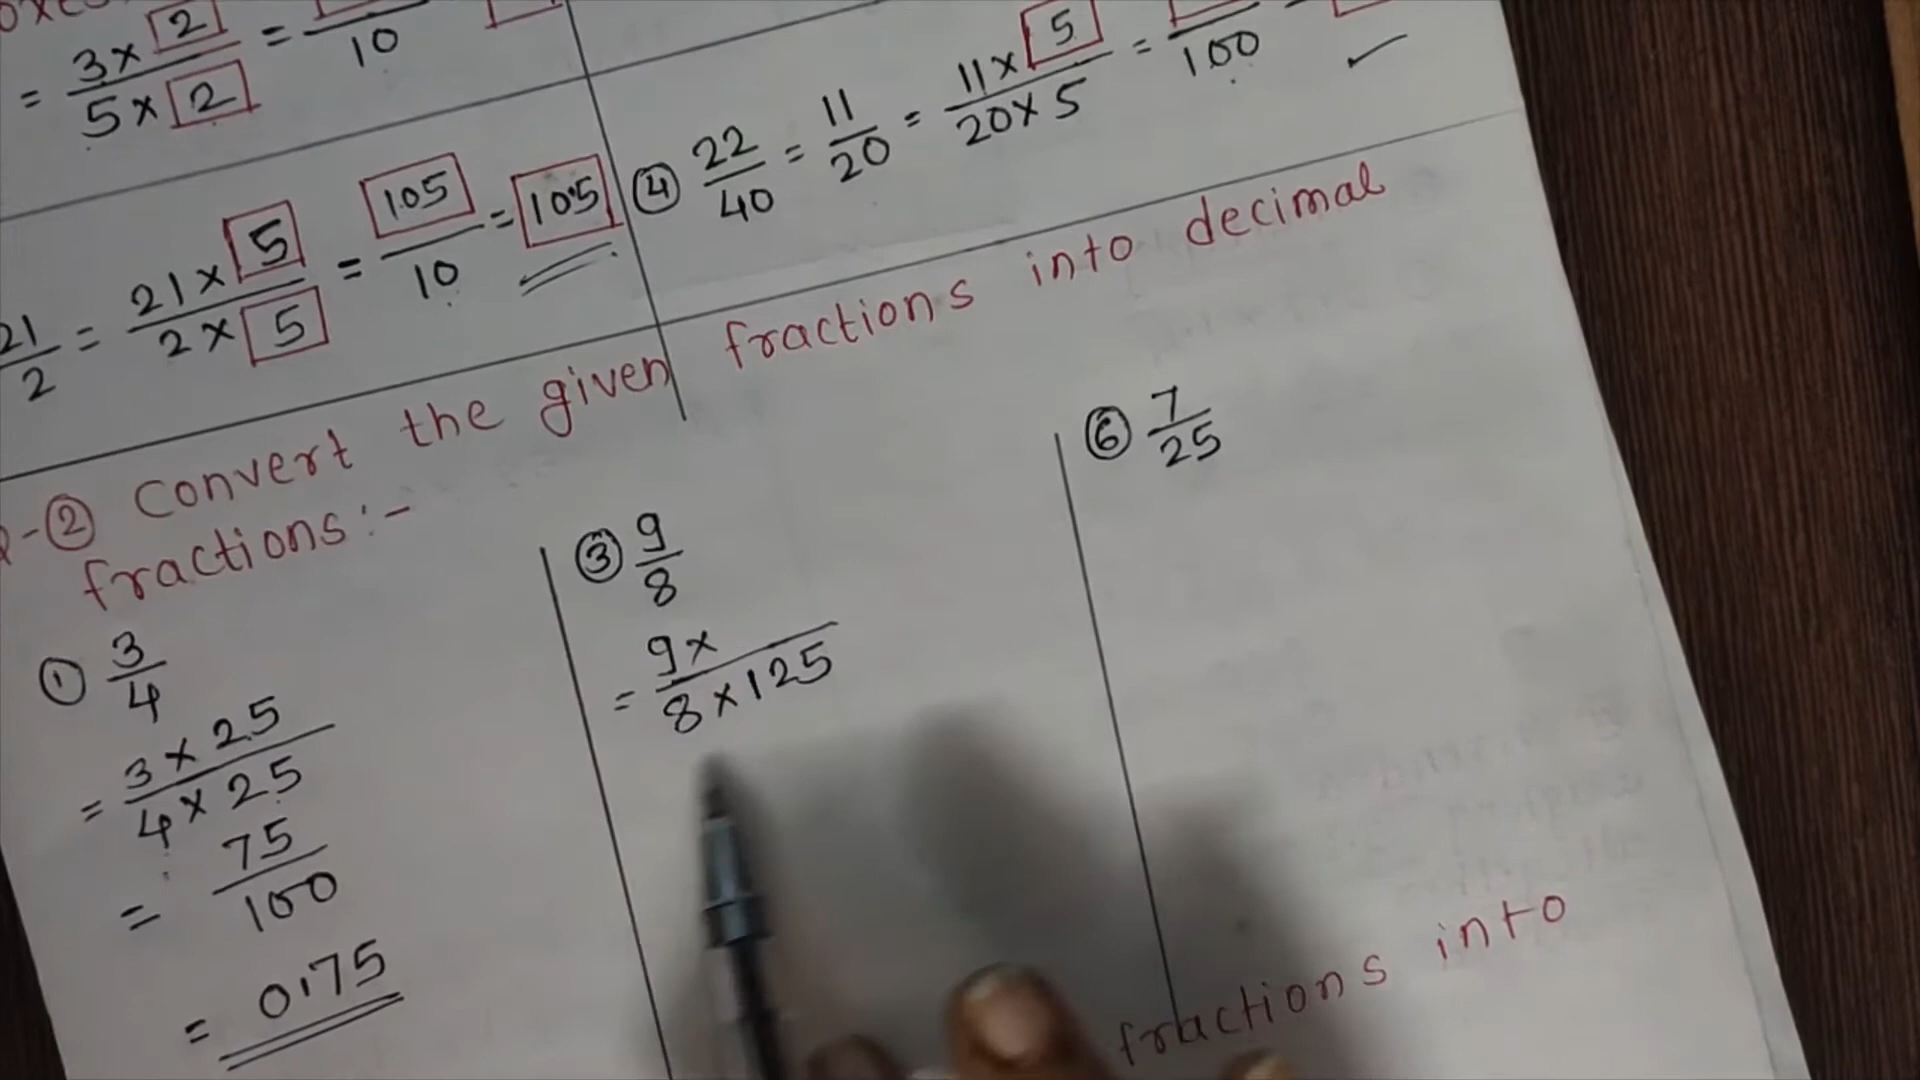 = 3 × 2 / 5 × 2 = / 10
21/2 = 21 × 5 / 2 × 5 = 105/10 = 10.5
④ 22/40 = 11/20 = 11 × 5 / 20 × 5 = / 100
② Convert the given fractions into decimal
fractions:-
① 3/4
= 3 × 25 / 4 × 25
= 75/100
= 0.75
③ 9/8
= 9 × / 8 × 125
⑥ 7/25
fractions into